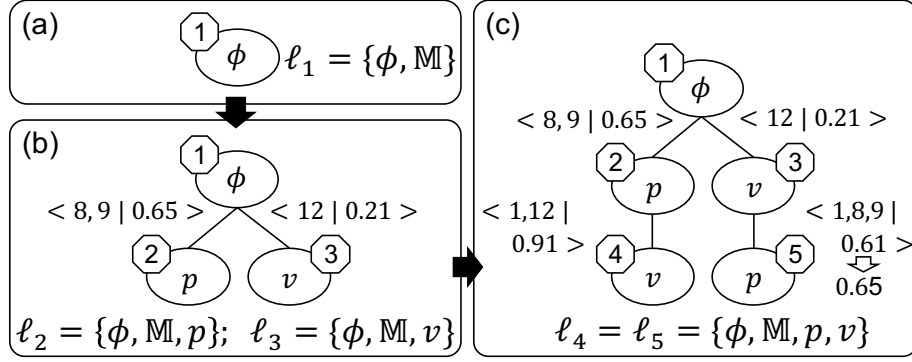 (a)
1
ϕ
ℓ₁ = {ϕ, 𝕄}
(b)
1
ϕ
< 8, 9 | 0.65 >
< 12 | 0.21 >
2
3
p
v
ℓ₂ = {ϕ, 𝕄, p}; ℓ₃ = {ϕ, 𝕄, v}
(c)
1
ϕ
< 8, 9 | 0.65 >
< 12 | 0.21 >
2
3
p
v
< 1,12 |
0.91 >
< 1,8,9 |
0.61 >
4
5
v
p
0.65
ℓ₄ = ℓ₅ = {ϕ, 𝕄, p, v}